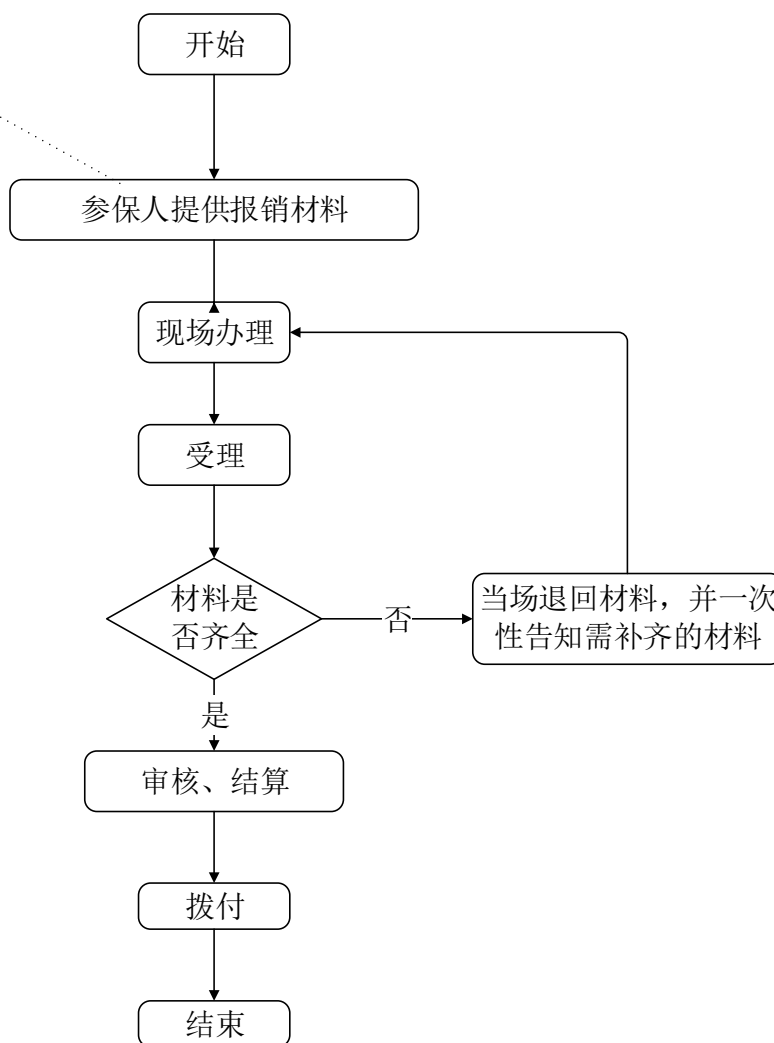 开始
参保人提供报销材料
现场办理
受理
材料是
否齐全
否
当场退回材料，并一次
性告知需补齐的材料
是
审核、结算
拨付
结束